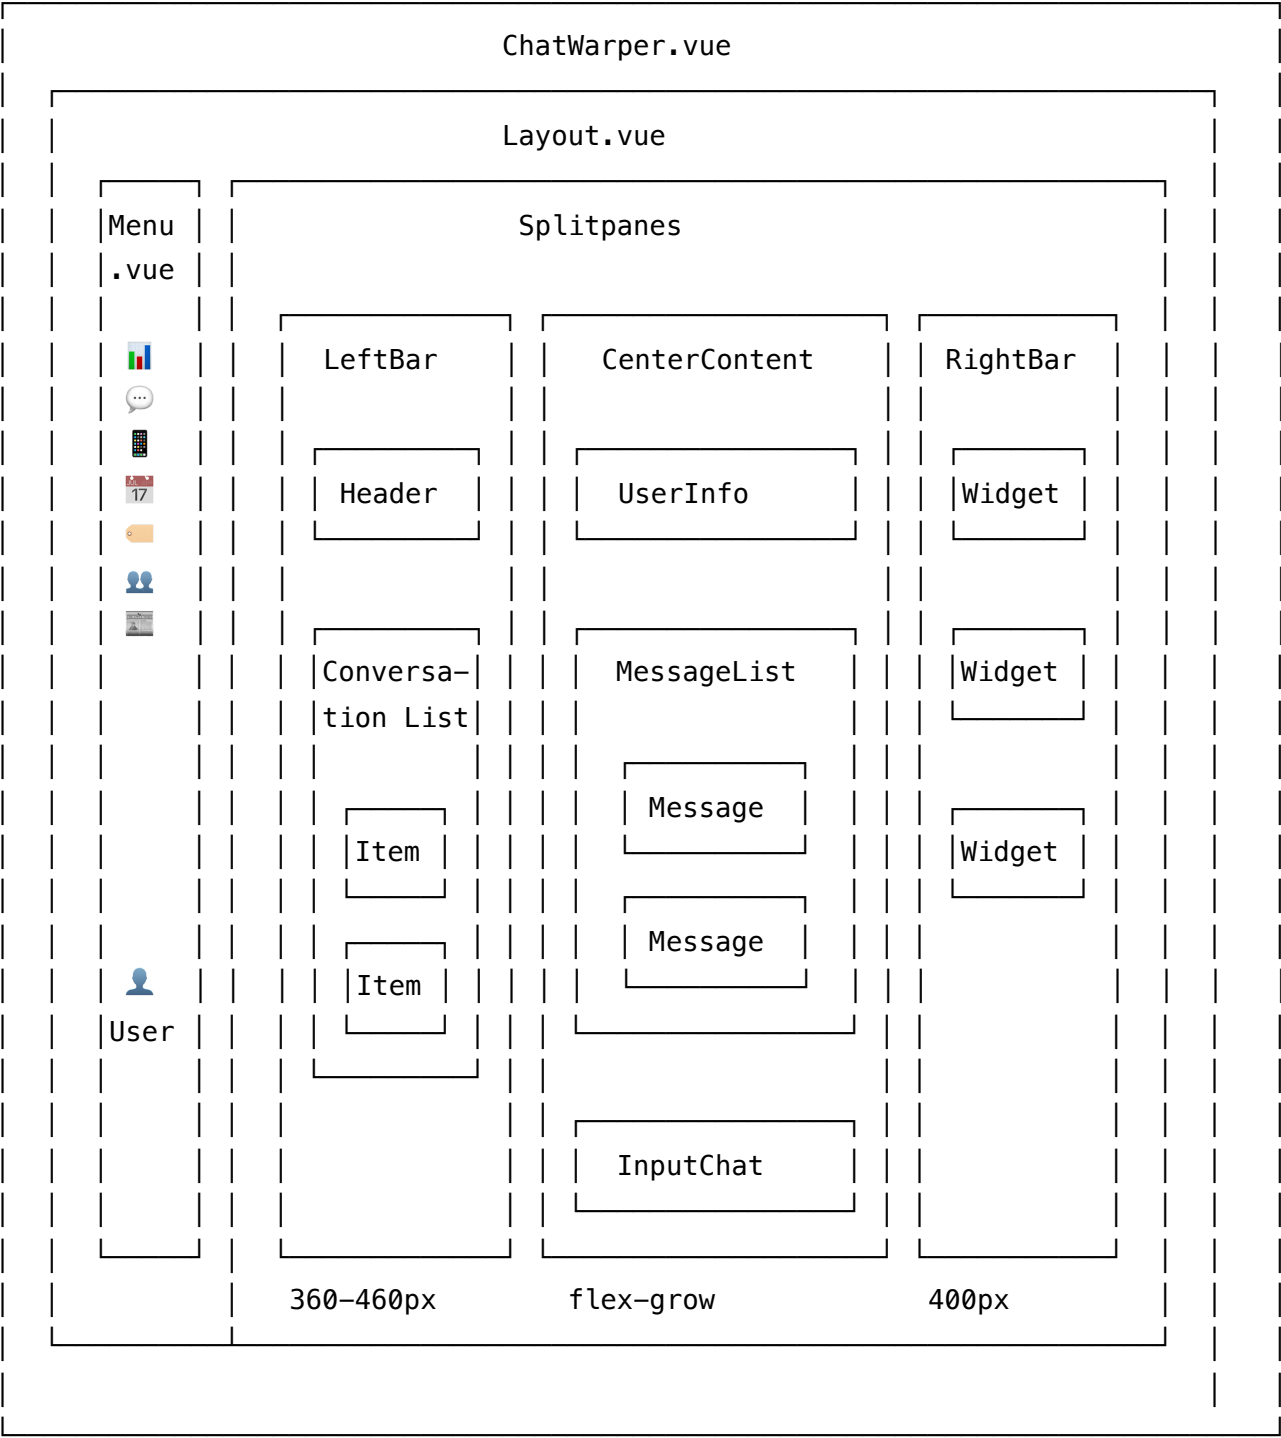 ChatWarper.vue
Layout.vue
Menu
.vue
Splitpanes
LeftBar
CenterContent
RightBar
JUL
17
Header
UserInfo
Widget
Conversa-
tion List
MessageList
Widget
Message
Item
Widget
Message
Item
User
InputChat
360-460px
flex-grow
400px